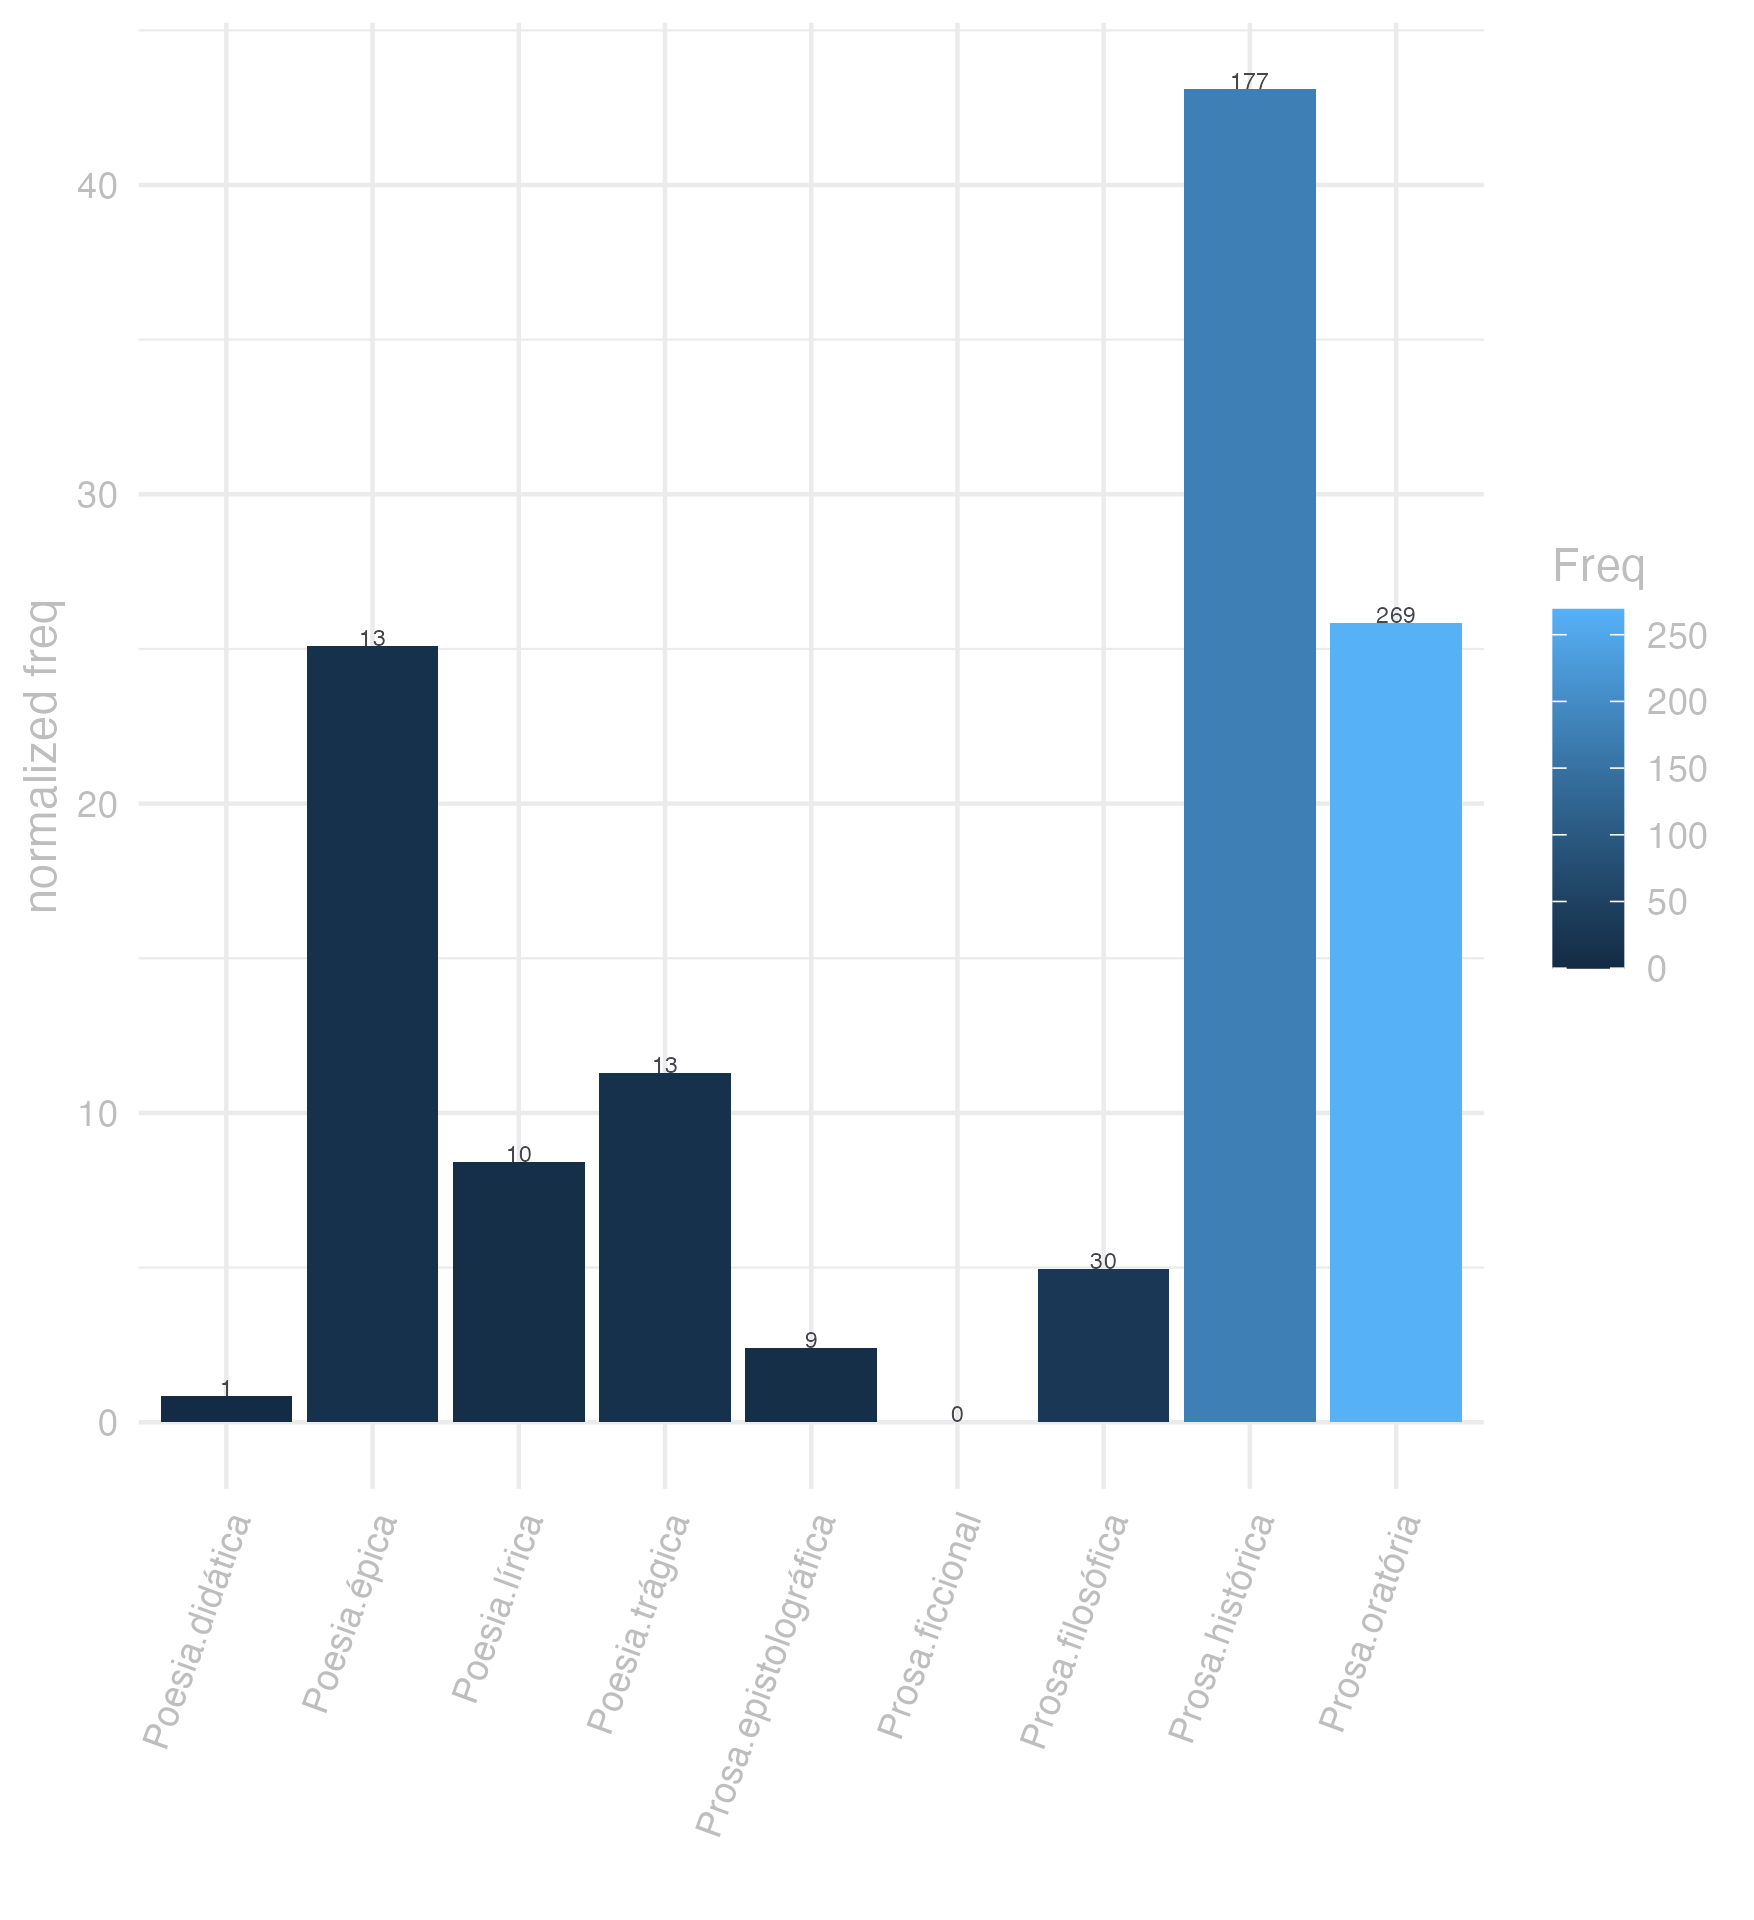 normalized freq
40
30
20
10
0
1
13
10
13
9
0
30
177
269
Poesia.didática
Poesia.épica
Poesia.lírica
Poesia.trágica
Prosa.epistolográfica
Prosa.ficcional
Prosa.filosófica
Prosa.histórica
Prosa.oratória
Freq
250
200
150
100
50
0